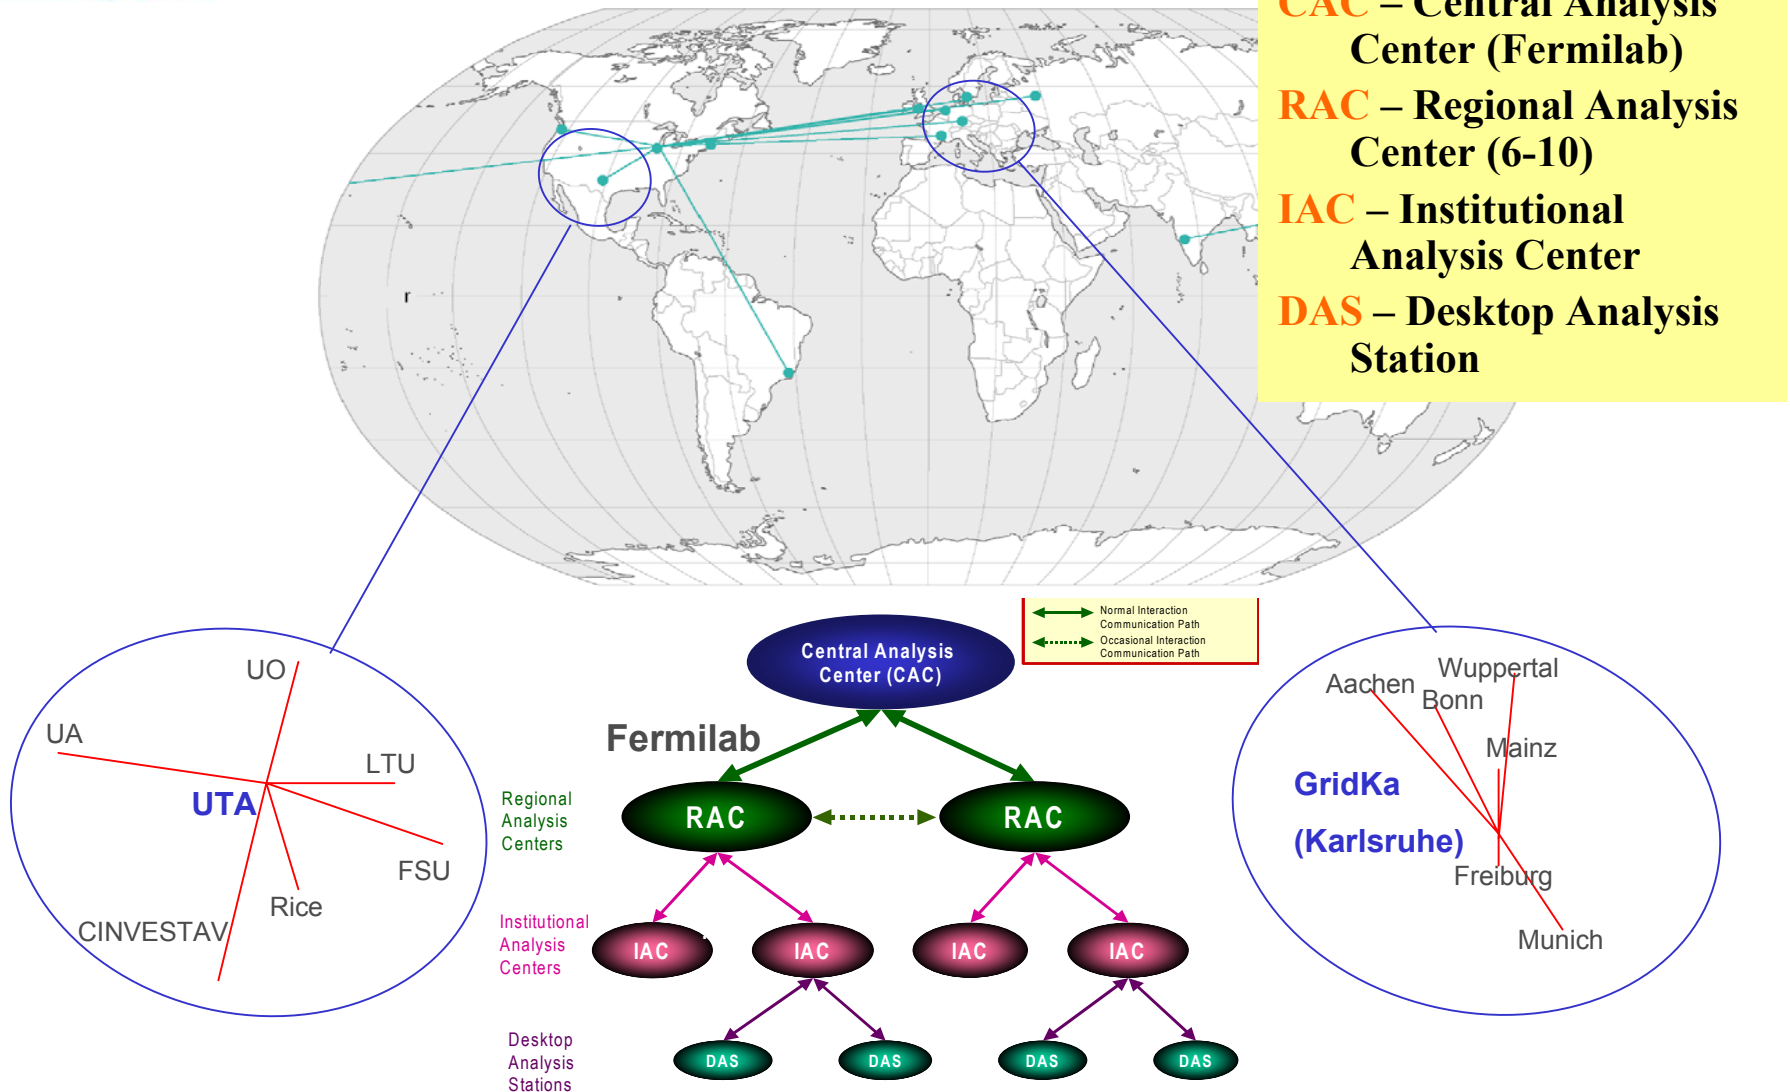 CAC – Central Analysis
Center (Fermilab)
RAC – Regional Analysis
Center (6-10)
IAC – Institutional
Analysis Center
DAS – Desktop Analysis
Station
r
Normal Interaction
Communication Path
Occasional Interaction
Communication Path
Central Analysis
Center (CAC)
Fermilab
Regional
Analysis
Centers
RAC
RAC
Institutional
Analysis
Centers
IAC
IAC
IAC
IAC
Desktop
Analysis
Stations
DAS
DAS
DAS
DAS
UO
UA
LTU
UTA
FSU
Rice
CINVESTAV
Wuppertal
Aachen
Bonn
Mainz
GridKa
(Karlsruhe)
Freiburg
Munich